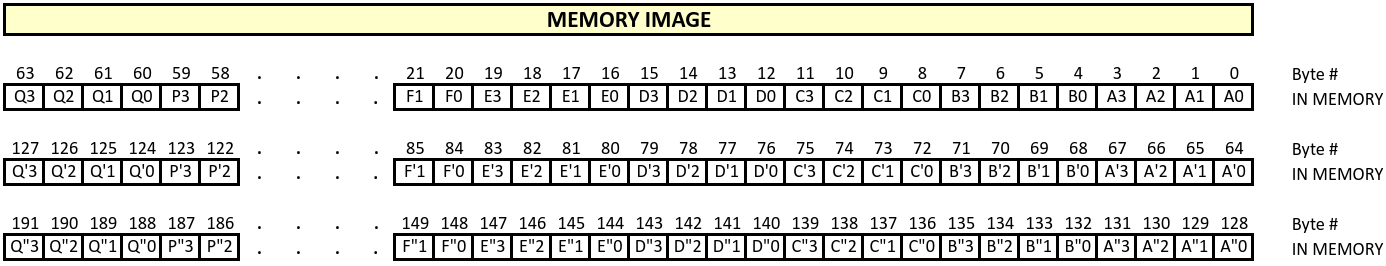 MEMORY IMAGE
63 62 61 60 59 58 . . . . 21 20 19 18 17 16 15 14 13 12 11 10 9 8 7 6 5 4 3 2 1 0 Byte #
Q3 Q2 Q1 Q0 P3 P2 . . . . F1 F0 E3 E2 E1 E0 D3 D2 D1 D0 C3 C2 C1 C0 B3 B2 B1 B0 A3 A2 A1 A0 IN MEMORY
127 126 125 124 123 122 . . . . 85 84 83 82 81 80 79 78 77 76 75 74 73 72 71 70 69 68 67 66 65 64 Byte #
Q'3 Q'2 Q'1 Q'0 P'3 P'2 . . . . F'1 F'0 E'3 E'2 E'1 E'0 D'3 D'2 D'1 D'0 C'3 C'2 C'1 C'0 B'3 B'2 B'1 B'0 A'3 A'2 A'1 A'0 IN MEMORY
191 190 189 188 187 186 . . . . 149 148 147 146 145 144 143 142 141 140 139 138 137 136 135 134 133 132 131 130 129 128 Byte #
Q"3 Q"2 Q"1 Q"0 P"3 P"2 . . . . F"1 F"0 E"3 E"2 E"1 E"0 D"3 D"2 D"1 D"0 C"3 C"2 C"1 C"0 B"3 B"2 B"1 B"0 A"3 A"2 A"1 A"0 IN MEMORY